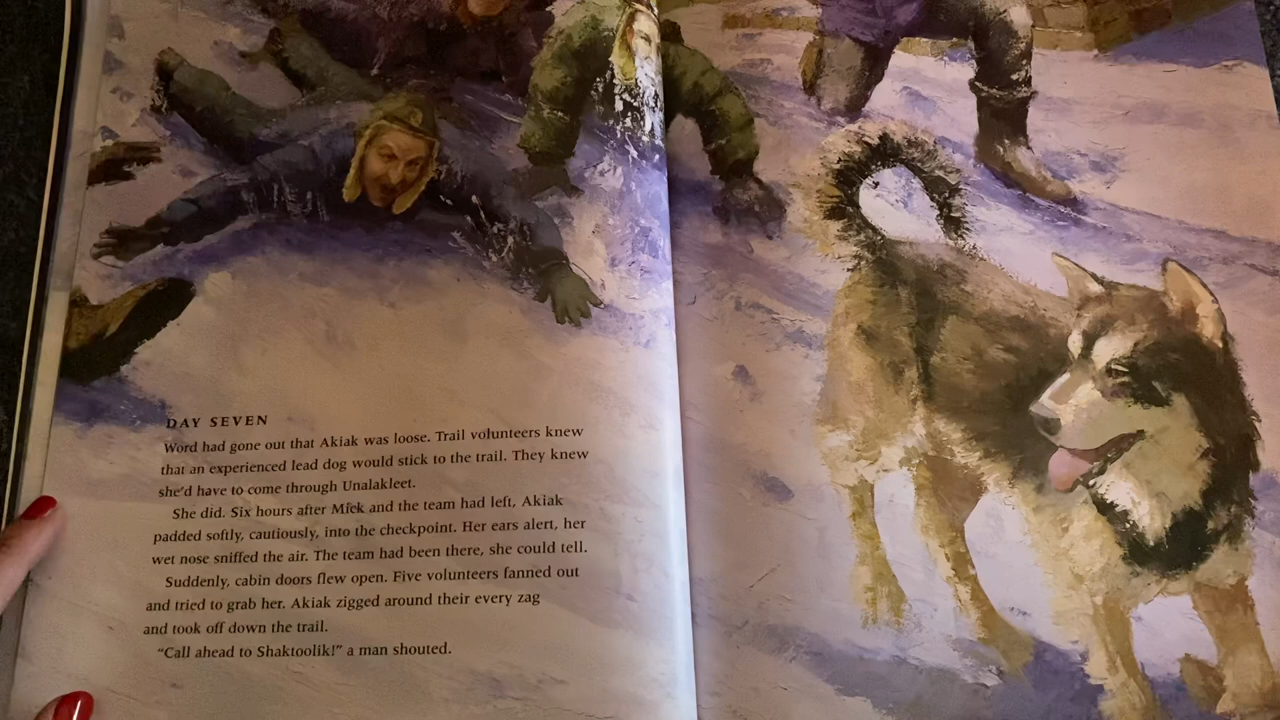 DAY SEVEN
Word had gone out that Akiak was loose. Trail volunteers knew
that an experienced lead dog would stick to the trail. They knew
she'd have to come through Unalakleet.
She did. Six hours after Mick and the team had left, Akiak
padded softly, cautiously, into the checkpoint. Her ears alert, her
wet nose sniffed the air. The team had been there, she could tell.
Suddenly, cabin doors flew open. Five volunteers fanned out
and tried to grab her. Akiak zigged around their every zag
and took off down the trail.
“Call ahead to Shaktoolik!” a man shouted.